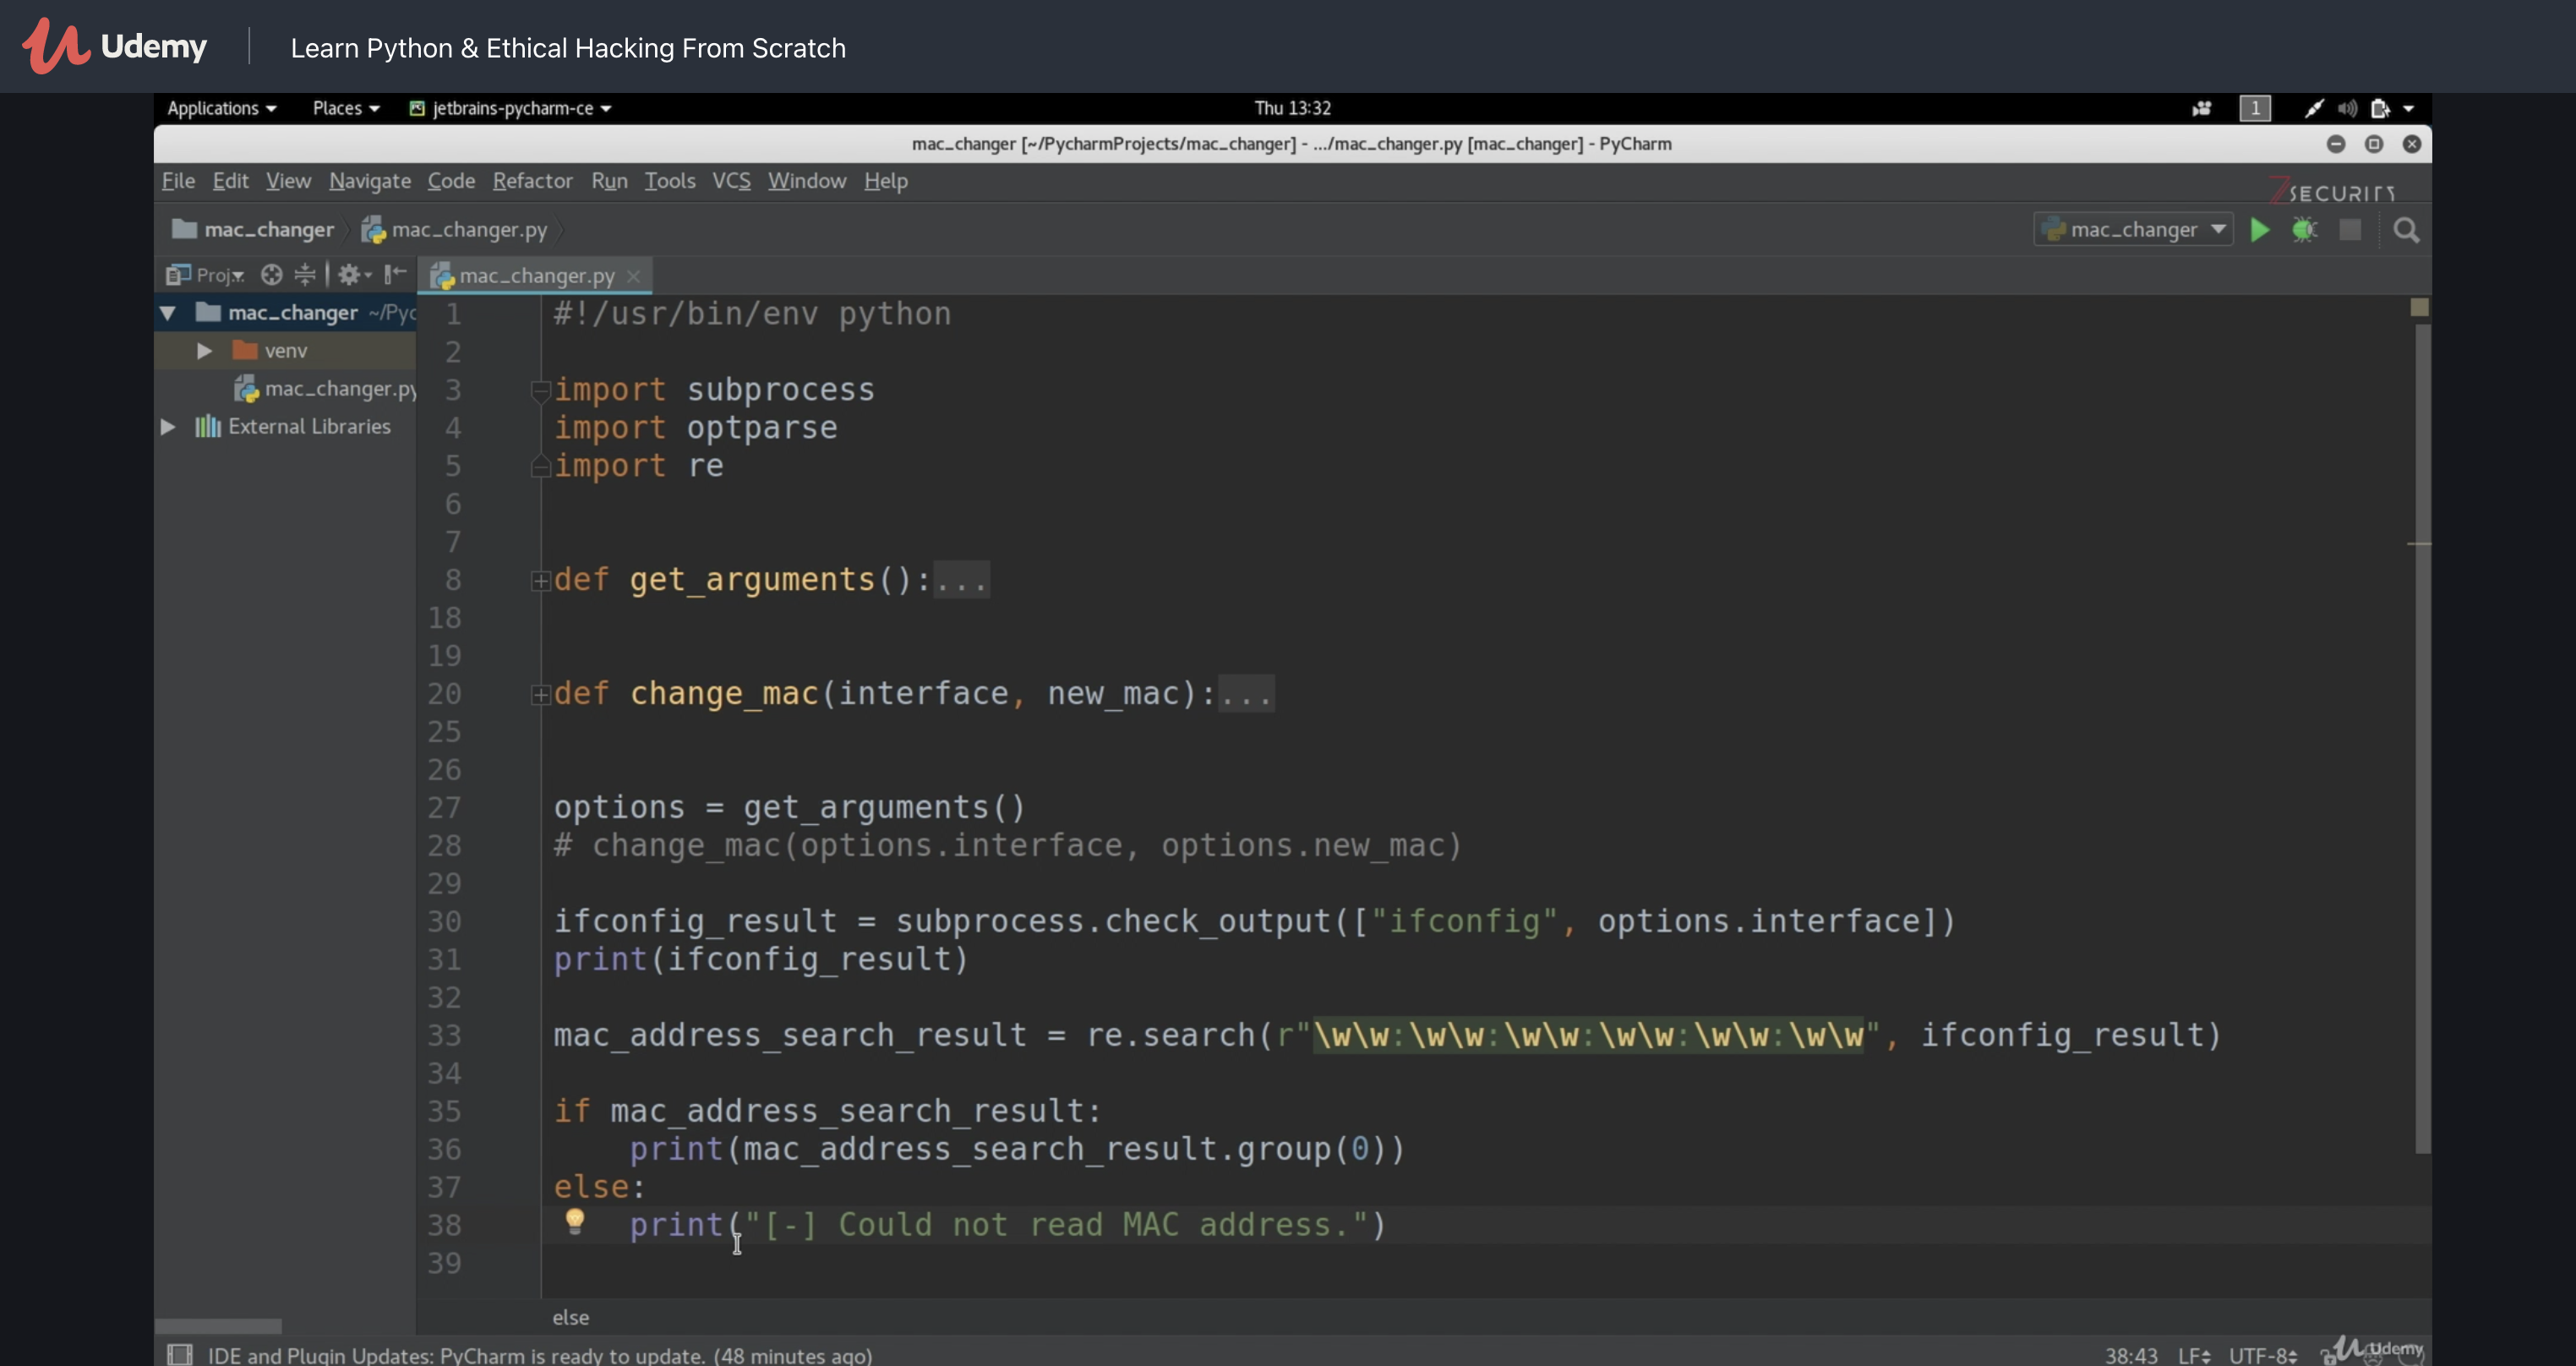 Udemy Learn Python & Ethical Hacking From Scratch
Applications Places jetbrains-pycharm-ce Thu 13:32 1
mac_changer [~/PycharmProjects/mac_changer] - .../mac_changer.py [mac_changer] - PyCharm
File Edit View Navigate Code Refactor Run Tools VCS Window Help
SECURITY
mac_changer mac_changer.py mac_changer
Proj.. mac_changer.py
mac_changer ~/Pyc
venv
mac_changer.py
External Libraries
1 #!/usr/bin/env python
2
3 import subprocess
4 import optparse
5 import re
6
7
8 def get_arguments():...
18
19
20 def change_mac(interface, new_mac):...
25
26
27 options = get_arguments()
28 # change_mac(options.interface, options.new_mac)
29
30 ifconfig_result = subprocess.check_output(["ifconfig", options.interface])
31 print(ifconfig_result)
32
33 mac_address_search_result = re.search(r"\w\w:\w\w:\w\w:\w\w:\w\w:\w\w", ifconfig_result)
34
35 if mac_address_search_result:
36     print(mac_address_search_result.group(0))
37 else:
38     print("[-] Could not read MAC address.")
39
else
IDE and Plugin Updates: PyCharm is ready to update. (48 minutes ago) 38:43 LF UTF-8
Udemy